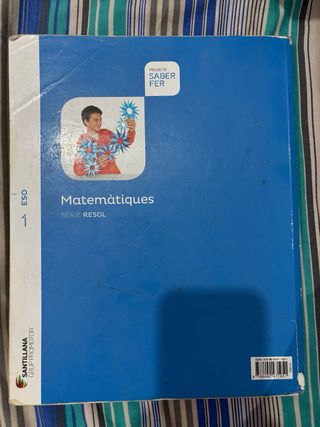 PROJECTE
SABER
FER
Matemàtiques
SÈRIE RESOL
1 ESO
SANTILLANA
GRUP PROMOTOR